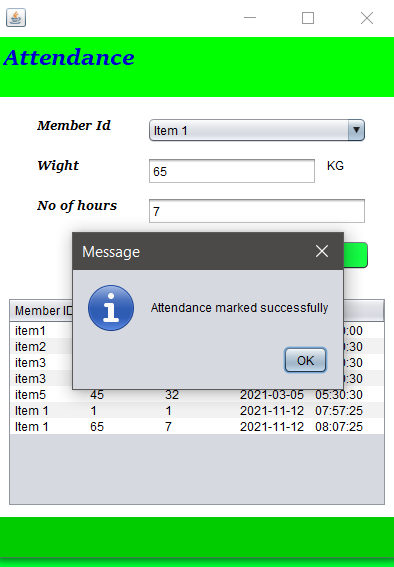 Attendance
Member Id
Item 1
Wight
65
KG
No of hours
7
Message
Attendance marked successfully
OK
Member ID
item1
item2
item3
item3
item5 45 32 2021-03-05 05:30:30
Item 1 1 1 2021-11-12 07:57:25
Item 1 65 7 2021-11-12 08:07:25